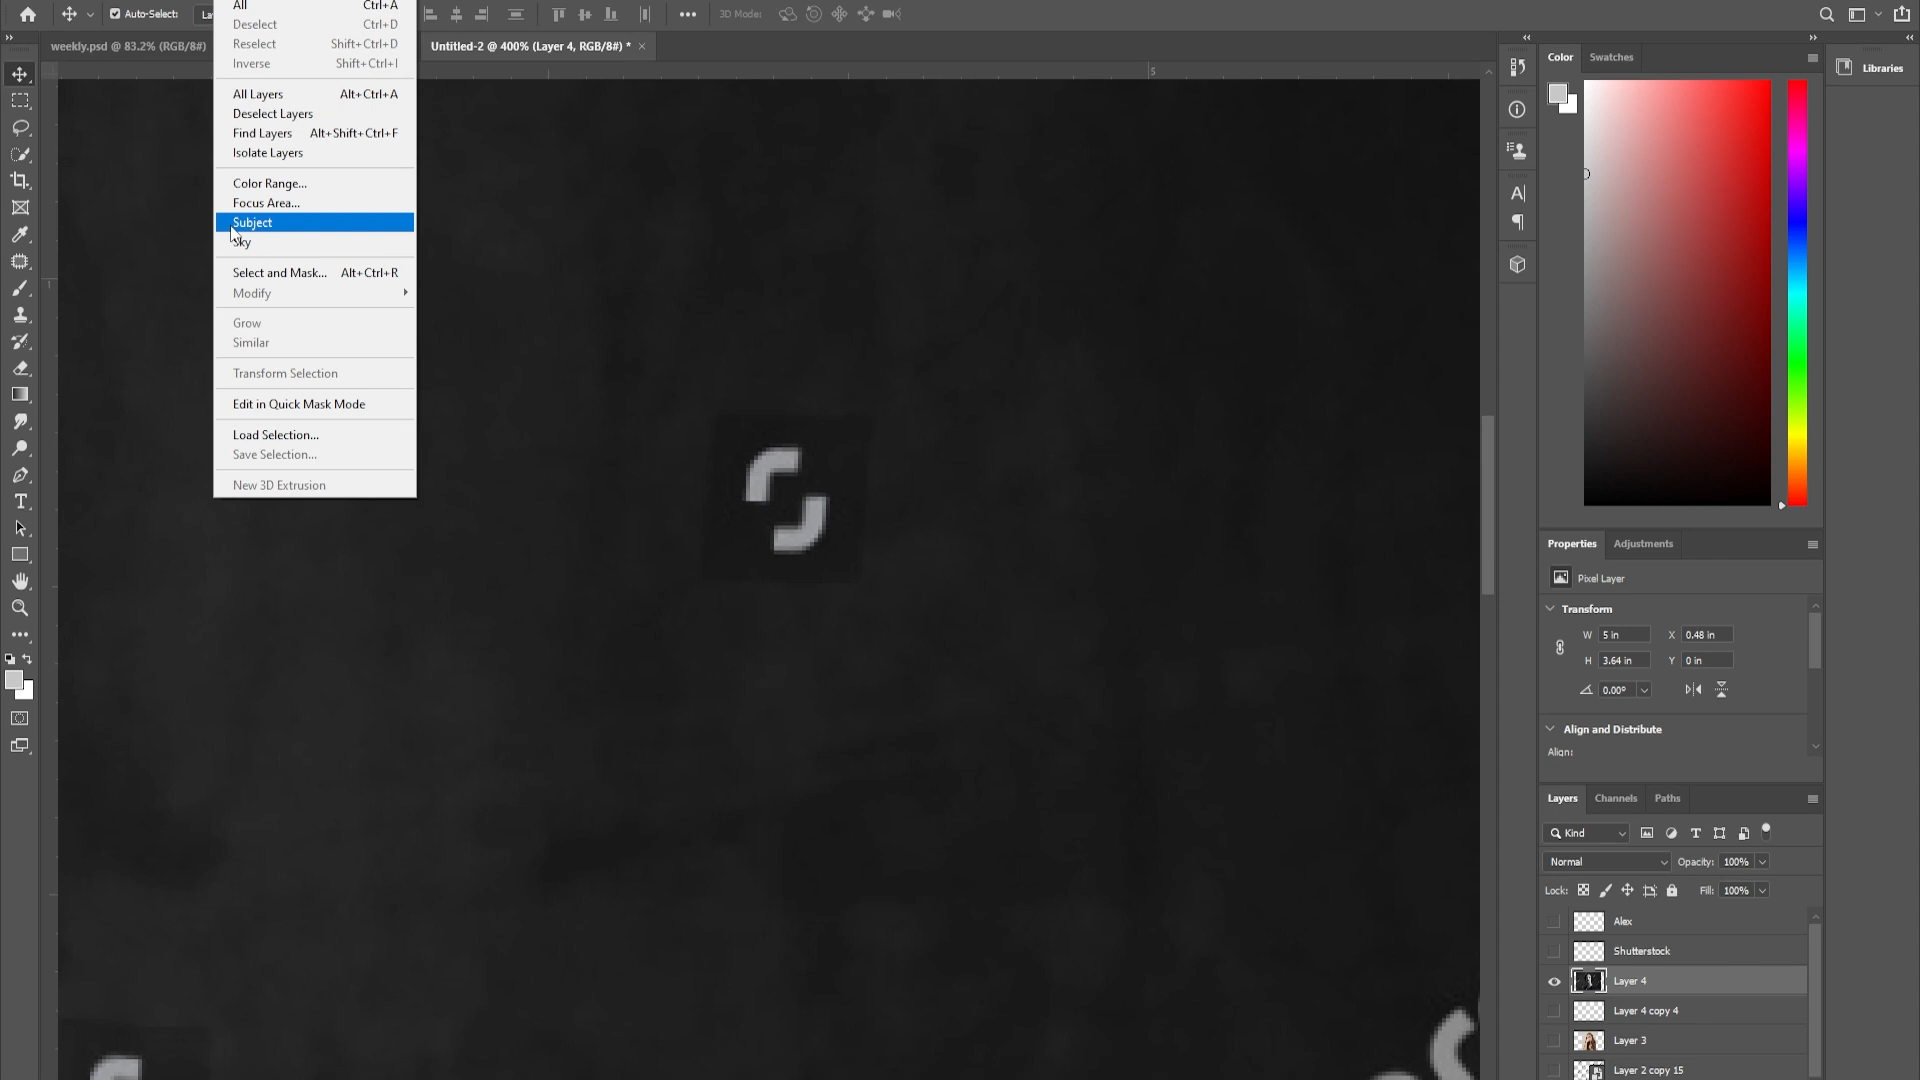 All Ctrl+A
Auto-Select:
3D Mode:
Deselect Ctrl+D
Reselect Shift+Ctrl+D
Inverse Shift+Ctrl+I
weekly.psd @ 83.2% (RGB/8#)
Untitled-2 @ 400% (Layer 4, RGB/8#) * ×
All Layers Alt+Ctrl+A
Deselect Layers
Find Layers Alt+Shift+Ctrl+F
Isolate Layers
Color Range...
Focus Area...
Subject
Sky
Select and Mask... Alt+Ctrl+R
Modify
Grow
Similar
Transform Selection
Edit in Quick Mask Mode
Load Selection...
Save Selection...
New 3D Extrusion
5
1
Color Swatches
Libraries
Properties Adjustments
Pixel Layer
Transform
W 5 in X 0.48 in
H 3.64 in Y 0 in
0.00°
Align and Distribute
Align:
Layers Channels Paths
Kind
Normal Opacity: 100%
Lock: Fill: 100%
Alex
Shutterstock
Layer 4
Layer 4 copy 4
Layer 3
Layer 2 copy 15